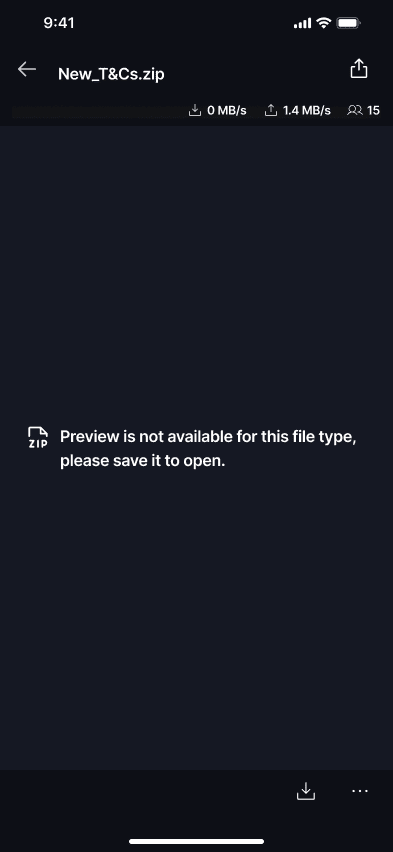 9:41
New_T&Cs.zip
0 MB/s 1.4 MB/s 15
ZIP
Preview is not available for this file type,
please save it to open.